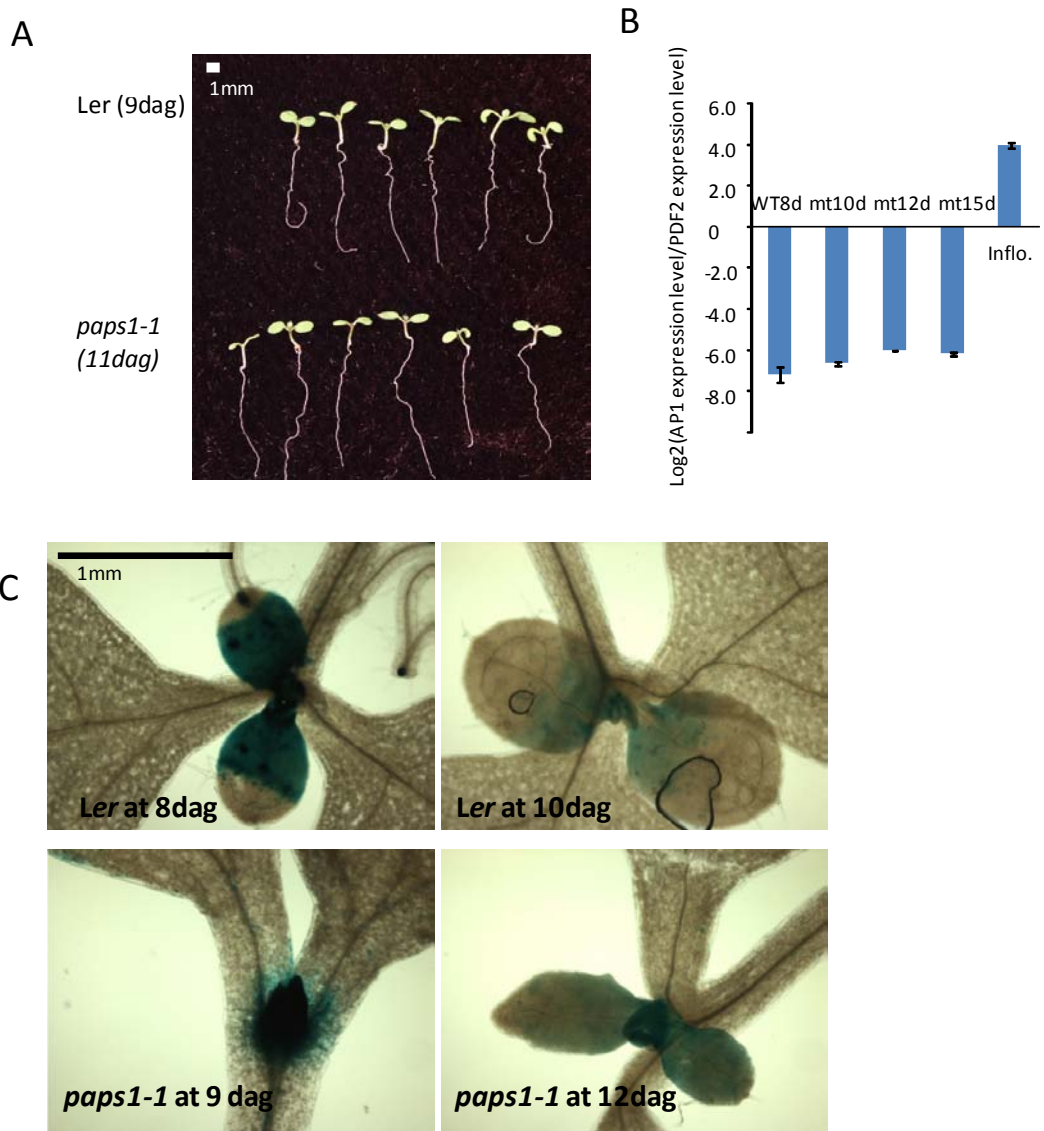 A
1mm
Ler (9dag)
paps1-1
(11dag)
B
Log2(AP1 expression level/PDF2 expression level)
6.0
4.0
2.0
0
-2.0
-4.0
-6.0
-8.0
WT8d mt10d mt12d mt15d
Inflo.
C
1mm
Ler at 8dag
Ler at 10dag
paps1-1 at 9 dag
paps1-1 at 12dag